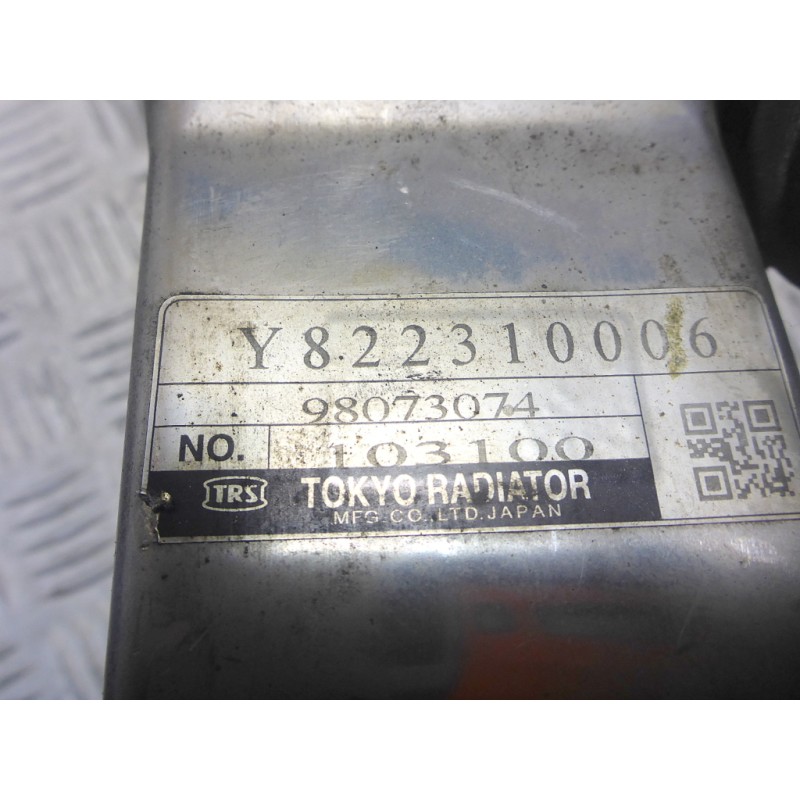 Y822310006
98073074
NO. 103100
TRS TOKYO RADIATOR
MFG.CO.,LTD.JAPAN